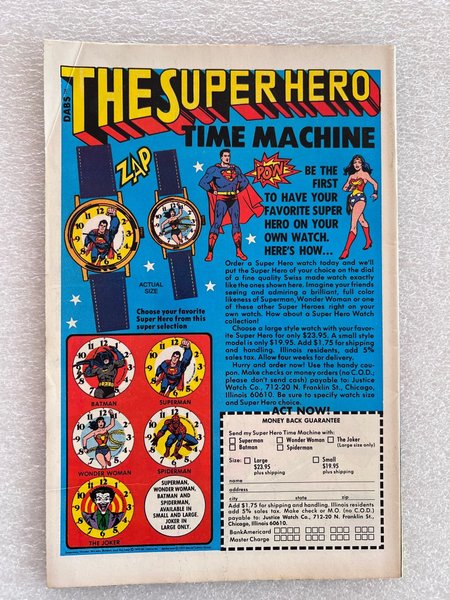 DABS-
THE SUPER HERO
TIME MACHINE
ZAP
POW
BE THE
FIRST
TO HAVE YOUR
FAVORITE SUPER
HERO ON YOUR
OWN WATCH.
HERE'S HOW...
ACTUAL
SIZE
Choose your favorite
Super Hero from this
super selection
Order a Super Hero watch today and we'll
put the Super Hero of your choice on the dial
of a fine quality Swiss made watch exactly
like the ones shown here. Imagine your friends
seeing and admiring a brilliant, full color
likeness of Superman, Wonder Woman or one
of these other Super Heroes right on your
own watch. How about a Super Hero Watch
collection!
Choose a large style watch with your favor-
ite Super Hero for only $23.95. A small style
model is only $19.95. Add $1.75 for shipping
and handling. Illinois residents, add 5%
sales tax. Allow four weeks for delivery.
Hurry and order now! Use the handy cou-
pon. Make checks or money orders (no C.O.D.;
please don't send cash) payable to: Justice
Watch Co., 712-20 N. Franklin St., Chicago,
Illinois 60610. Be sure to specify watch size
and Super Hero choice.
BATMAN
SUPERMAN
WONDER WOMAN
SPIDERMAN
THE JOKER
SUPERMAN,
WONDER WOMAN,
BATMAN AND
SPIDERMAN,
AVAILABLE IN
SMALL AND LARGE.
JOKER IN
LARGE ONLY.
ACT NOW!
MONEY BACK GUARANTEE
Send my Super Hero Time Machine with:
Superman Wonder Woman The Joker
Batman Spiderman (Large size only)
Size: Large Small
$23.95 $19.95
plus shipping plus shipping
name
address
city state zip
Add $1.75 for shipping and handling. Illinois residents
add 5% sales tax. Make check or M.O. (no C.O.D.)
payable to: Justice Watch Co., 712-20 N. Franklin St.,
Chicago, Illinois 60610.
BankAmericard
Master Charge